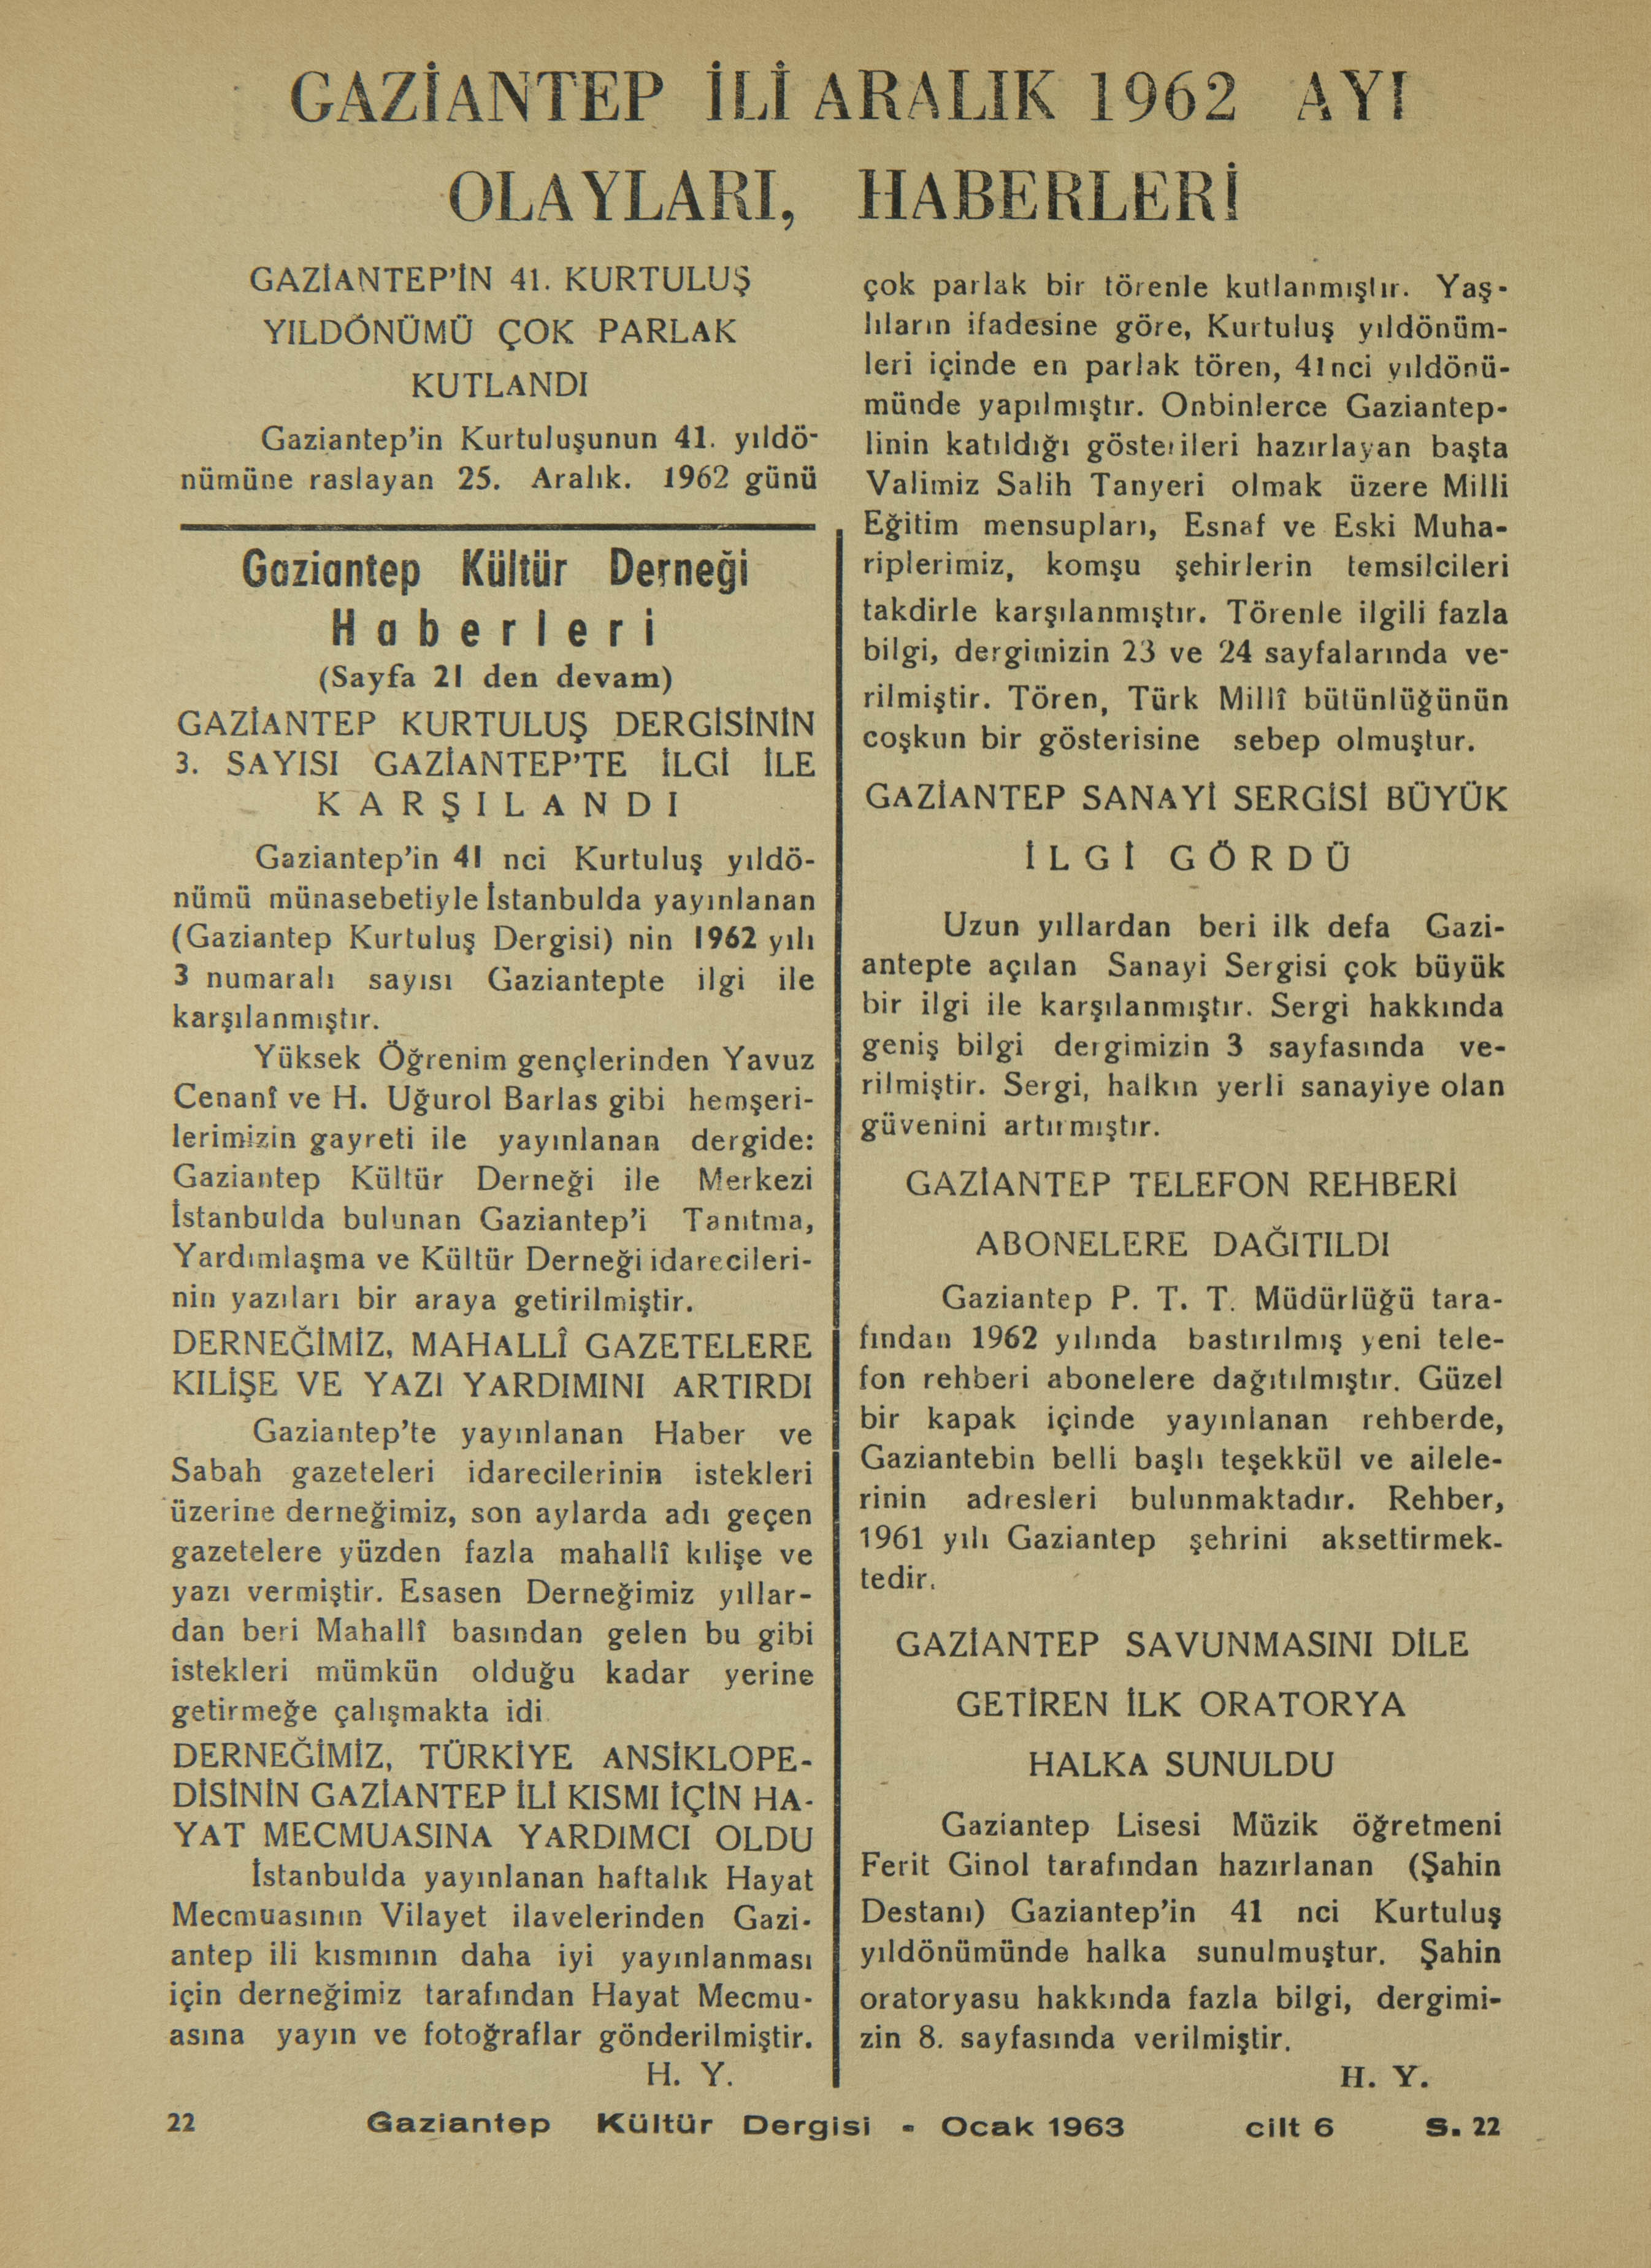 GAZİANTEP İLİ ARALIK 1962 AYI
OLAYLARI, HABERLERİ
GAZİANTEP'İN 41. KURTULUŞ
YILDÖNÜMÜ ÇOK PARLAK
KUTLANDI
Gaziantep'in Kurtuluşunun 41. yıldö-
nümüne raslayan 25. Aralık. 1962 günü
çok parlak bir törenle kutlanmıştır. Yaş-
lıların ifadesine göre, Kurtuluş yıldönüm-
leri içinde en parlak tören, 41nci yıldönü-
münde yapılmıştır. Onbinlerce Gaziantep-
linin katıldığı gösterileri hazırlayan başta
Valimiz Salih Tanyeri olmak üzere Milli
Eğitim mensupları, Esnaf ve Eski Muha-
riplerimiz, komşu şehirlerin temsilcileri
takdirle karşılanmıştır. Törenle ilgili fazla
bilgi, dergimizin 23 ve 24 sayfalarında ve-
rilmiştir. Tören, Türk Millî bütünlüğünün
coşkun bir gösterisine sebep olmuştur.
GAZİANTEP SANAYİ SERGİSİ BÜYÜK
İLGİ GÖRDÜ
Uzun yıllardan beri ilk defa Gazi-
antepte açılan Sanayi Sergisi çok büyük
bir ilgi ile karşılanmıştır. Sergi hakkında
geniş bilgi dergimizin 3 sayfasında ve-
rilmiştir. Sergi, halkın yerli sanayiye olan
güvenini artırmıştır.
GAZİANTEP TELEFON REHBERİ
ABONELERE DAĞITILDI
Gaziantep P. T. T. Müdürlüğü tara-
fından 1962 yılında bastırılmış yeni tele-
fon rehberi abonelere dağıtılmıştır. Güzel
bir kapak içinde yayınlanan rehberde,
Gaziantebin belli başlı teşekkül ve ailele-
rinin adresleri bulunmaktadır. Rehber,
1961 yılı Gaziantep şehrini aksettirmek-
tedir.
GAZİANTEP SAVUNMASINI DİLE
GETİREN İLK ORATORYA
HALKA SUNULDU
Gaziantep Lisesi Müzik öğretmeni
Ferit Ginol tarafından hazırlanan (Şahin
Destanı) Gaziantep'in 41 nci Kurtuluş
yıldönümünde halka sunulmuştur. Şahin
oratoryasu hakkında fazla bilgi, dergimi-
zin 8. sayfasında verilmiştir.
H. Y.
Gaziantep Kültür Derneği
Haberleri
(Sayfa 21 den devam)
GAZİANTEP KURTULUŞ DERGİSİNİN
3. SAYISI GAZİANTEP'TE İLGİ İLE
KARŞILANDI
Gaziantep'in 41 nci Kurtuluş yıldö-
nümü münasebetiyle İstanbulda yayınlanan
(Gaziantep Kurtuluş Dergisi) nin 1962 yılı
3 numaralı sayısı Gaziantepte ilgi ile
karşılanmıştır.
Yüksek Öğrenim gençlerinden Yavuz
Cenanî ve H. Uğurol Barlas gibi hemşeri-
lerimizin gayreti ile yayınlanan dergide:
Gaziantep Kültür Derneği ile Merkezi
İstanbulda bulunan Gaziantep'i Tanıtma,
Yardımlaşma ve Kültür Derneği idarecileri-
nin yazıları bir araya getirilmiştir.
DERNEĞİMİZ, MAHALLÎ GAZETELERE
KILİŞE VE YAZI YARDIMINI ARTIRDI
Gaziantep'te yayınlanan Haber ve
Sabah gazeteleri idarecilerinin istekleri
üzerine derneğimiz, son aylarda adı geçen
gazetelere yüzden fazla mahallî kılişe ve
yazı vermiştir. Esasen Derneğimiz yıllar-
dan beri Mahallî basından gelen bu gibi
istekleri mümkün olduğu kadar yerine
getirmeğe çalışmakta idi.
DERNEĞİMİZ, TÜRKİYE ANSİKLOPE-
DİSİNİN GAZİANTEP İLİ KISMI İÇİN HA-
YAT MECMUASINA YARDIMCI OLDU
İstanbulda yayınlanan haftalık Hayat
Mecmuasının Vilayet ilavelerinden Gazi-
antep ili kısmının daha iyi yayınlanması
için derneğimiz tarafından Hayat Mecmu-
asına yayın ve fotoğraflar gönderilmiştir.
H. Y.
22 Gaziantep Kültür Dergisi - Ocak 1963 cilt 6 S. 22